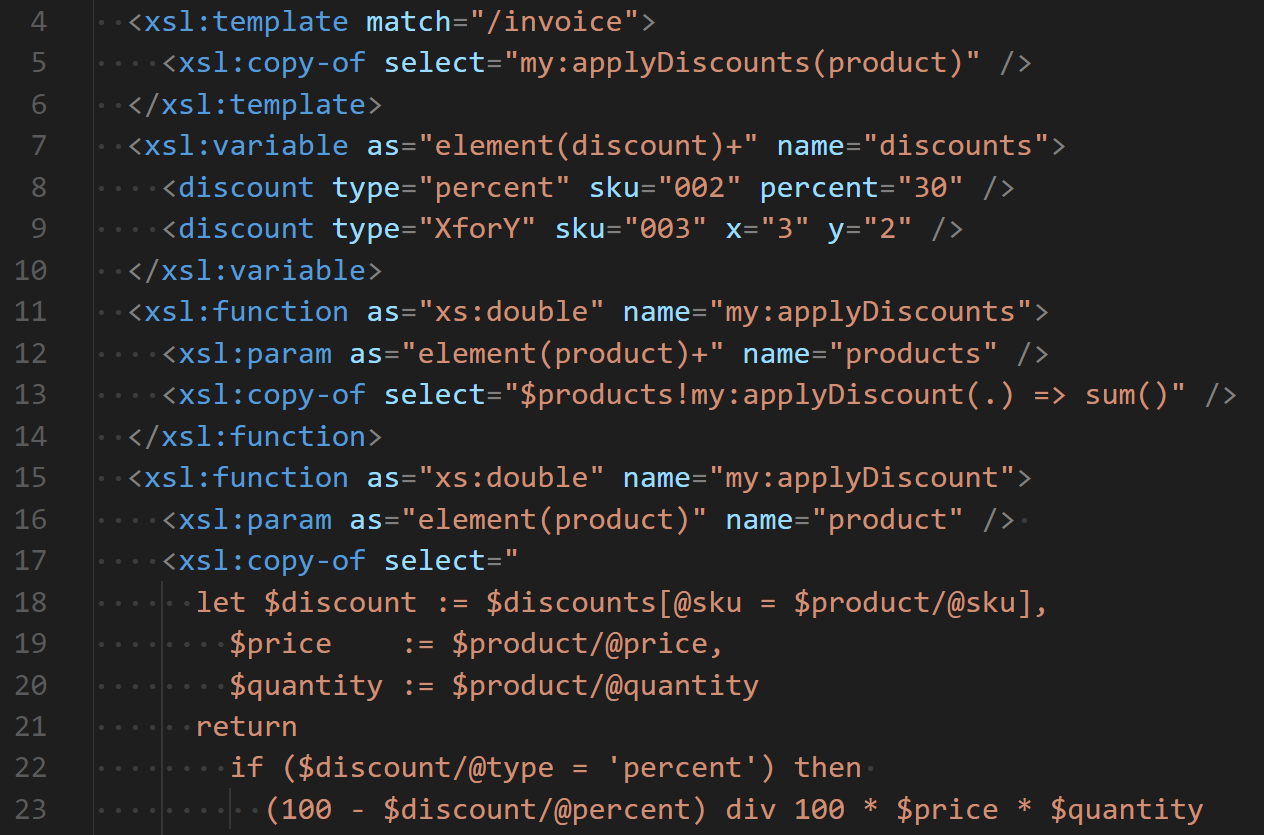 4 <xsl:template match="/invoice">
5 <xsl:copy-of select="my:applyDiscounts(product)" />
6 </xsl:template>
7 <xsl:variable as="element(discount)+" name="discounts">
8 <discount type="percent" sku="002" percent="30" />
9 <discount type="XforY" sku="003" x="3" y="2" />
10 </xsl:variable>
11 <xsl:function as="xs:double" name="my:applyDiscounts">
12 <xsl:param as="element(product)+" name="products" />
13 <xsl:copy-of select="$products!my:applyDiscount(.) => sum()" />
14 </xsl:function>
15 <xsl:function as="xs:double" name="my:applyDiscount">
16 <xsl:param as="element(product)" name="product" />
17 <xsl:copy-of select="
18 let $discount := $discounts[@sku = $product/@sku],
19 $price    := $product/@price,
20 $quantity := $product/@quantity
21 return
22 if ($discount/@type = 'percent') then
23 (100 - $discount/@percent) div 100 * $price * $quantity